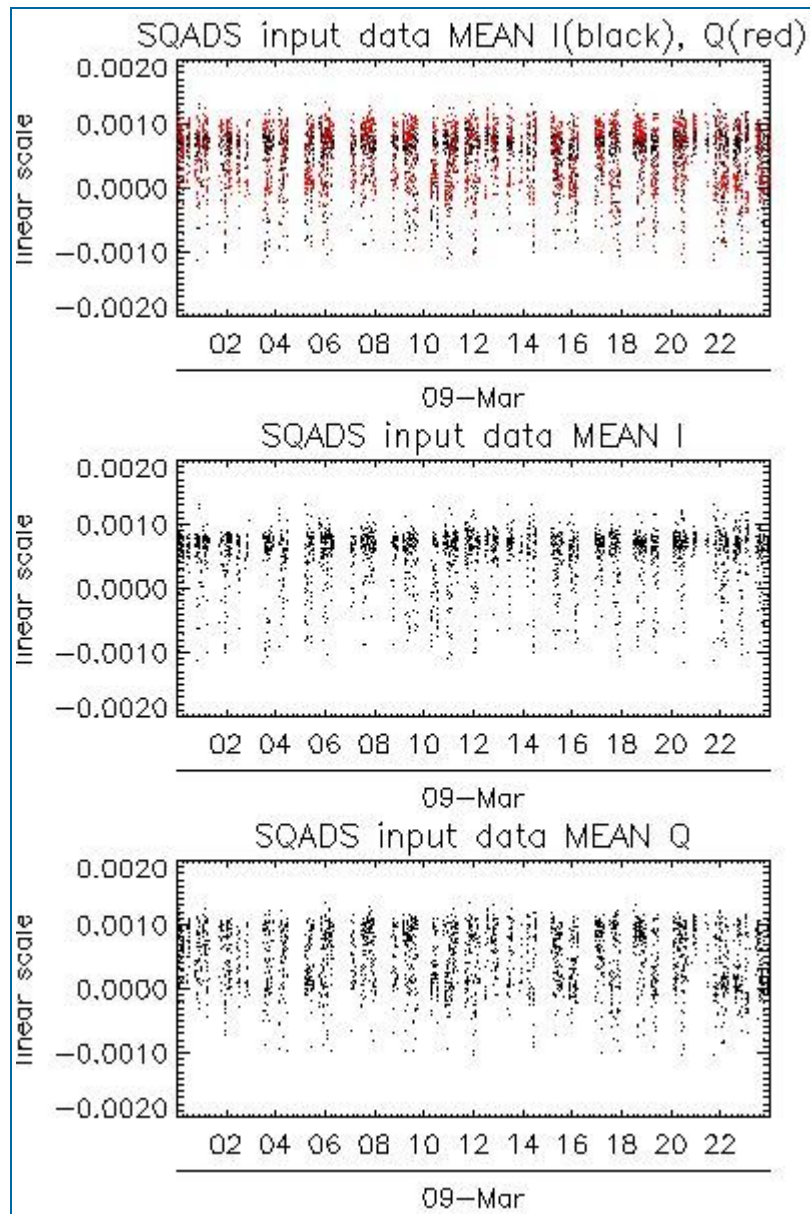 SQADS input data MEAN I(black), Q(red)
0.0020
0.0010
0.0000
−0.0010
−0.0020
linear scale
02 04 06 08 10 12 14 16 18 20 22
09−Mar
SQADS input data MEAN I
0.0020
0.0010
0.0000
−0.0010
−0.0020
linear scale
02 04 06 08 10 12 14 16 18 20 22
09−Mar
SQADS input data MEAN Q
0.0020
0.0010
0.0000
−0.0010
−0.0020
linear scale
02 04 06 08 10 12 14 16 18 20 22
09−Mar